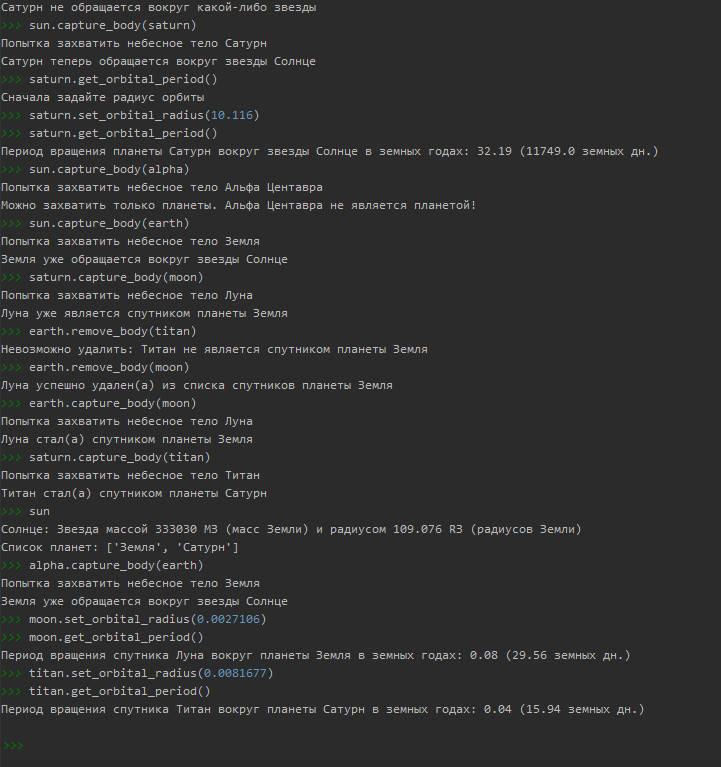 Сатурн не обращается вокруг какой-либо звезды
>>> sun.capture_body(saturn)
Попытка захватить небесное тело Сатурн
Сатурн теперь обращается вокруг звезды Солнце
>>> saturn.get_orbital_period()
Сначала задайте радиус орбиты
>>> saturn.set_orbital_radius(10.116)
>>> saturn.get_orbital_period()
Период вращения планеты Сатурн вокруг звезды Солнце в земных годах: 32.19 (11749.0 земных дн.)
>>> sun.capture_body(alpha)
Попытка захватить небесное тело Альфа Центавра
Можно захватить только планеты. Альфа Центавра не является планетой!
>>> sun.capture_body(earth)
Попытка захватить небесное тело Земля
Земля уже обращается вокруг звезды Солнце
>>> saturn.capture_body(moon)
Попытка захватить небесное тело Луна
Луна уже является спутником планеты Земля
>>> earth.remove_body(titan)
Невозможно удалить: Титан не является спутником планеты Земля
>>> earth.remove_body(moon)
Луна успешно удален(а) из списка спутников планеты Земля
>>> earth.capture_body(moon)
Попытка захватить небесное тело Луна
Луна стал(а) спутником планеты Земля
>>> saturn.capture_body(titan)
Попытка захватить небесное тело Титан
Титан стал(а) спутником планеты Сатурн
>>> sun
Солнце: Звезда массой 333030 МЗ (масс Земли) и радиусом 109.076 RЗ (радиусов Земли)
Список планет: ['Земля', 'Сатурн']
>>> alpha.capture_body(earth)
Попытка захватить небесное тело Земля
Земля уже обращается вокруг звезды Солнце
>>> moon.set_orbital_radius(0.0027106)
>>> moon.get_orbital_period()
Период вращения спутника Луна вокруг планеты Земля в земных годах: 0.08 (29.56 земных дн.)
>>> titan.set_orbital_radius(0.0081677)
>>> titan.get_orbital_period()
Период вращения спутника Титан вокруг планеты Сатурн в земных годах: 0.04 (15.94 земных дн.)
>>>